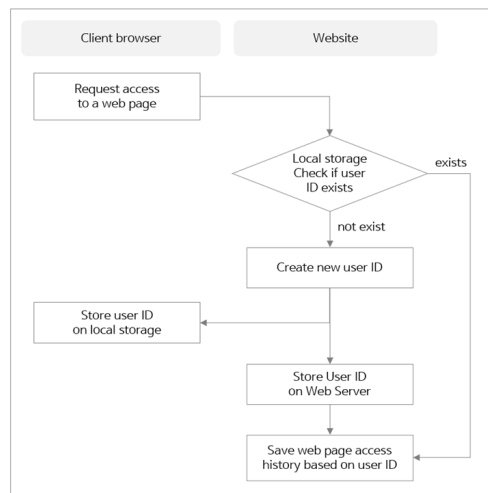 Client browser
Website
Request access
to a web page
Local storage
Check if user
ID exists
exists
not exist
Create new user ID
Store user ID
on local storage
Store User ID
on Web Server
Save web page access
history based on user ID